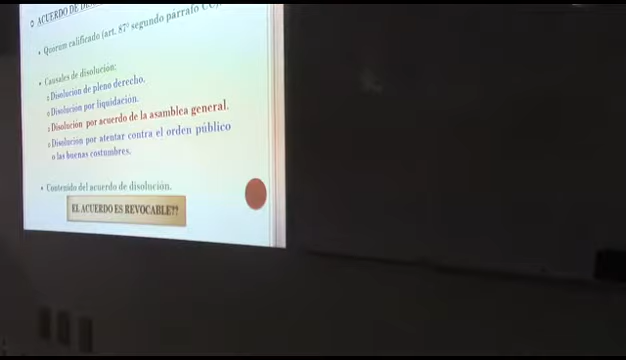 ACUERDO DE
• Quorum calificado (art. 87° segundo párrafo CC).
• Causales de disolución:
Disolución de pleno derecho.
Disolución por liquidación.
Disolución por acuerdo de la asamblea general.
Disolución por atentar contra el orden público
o las buenas costumbres.
• Contenido del acuerdo de disolución.
EL ACUERDO ES REVOCABLE??